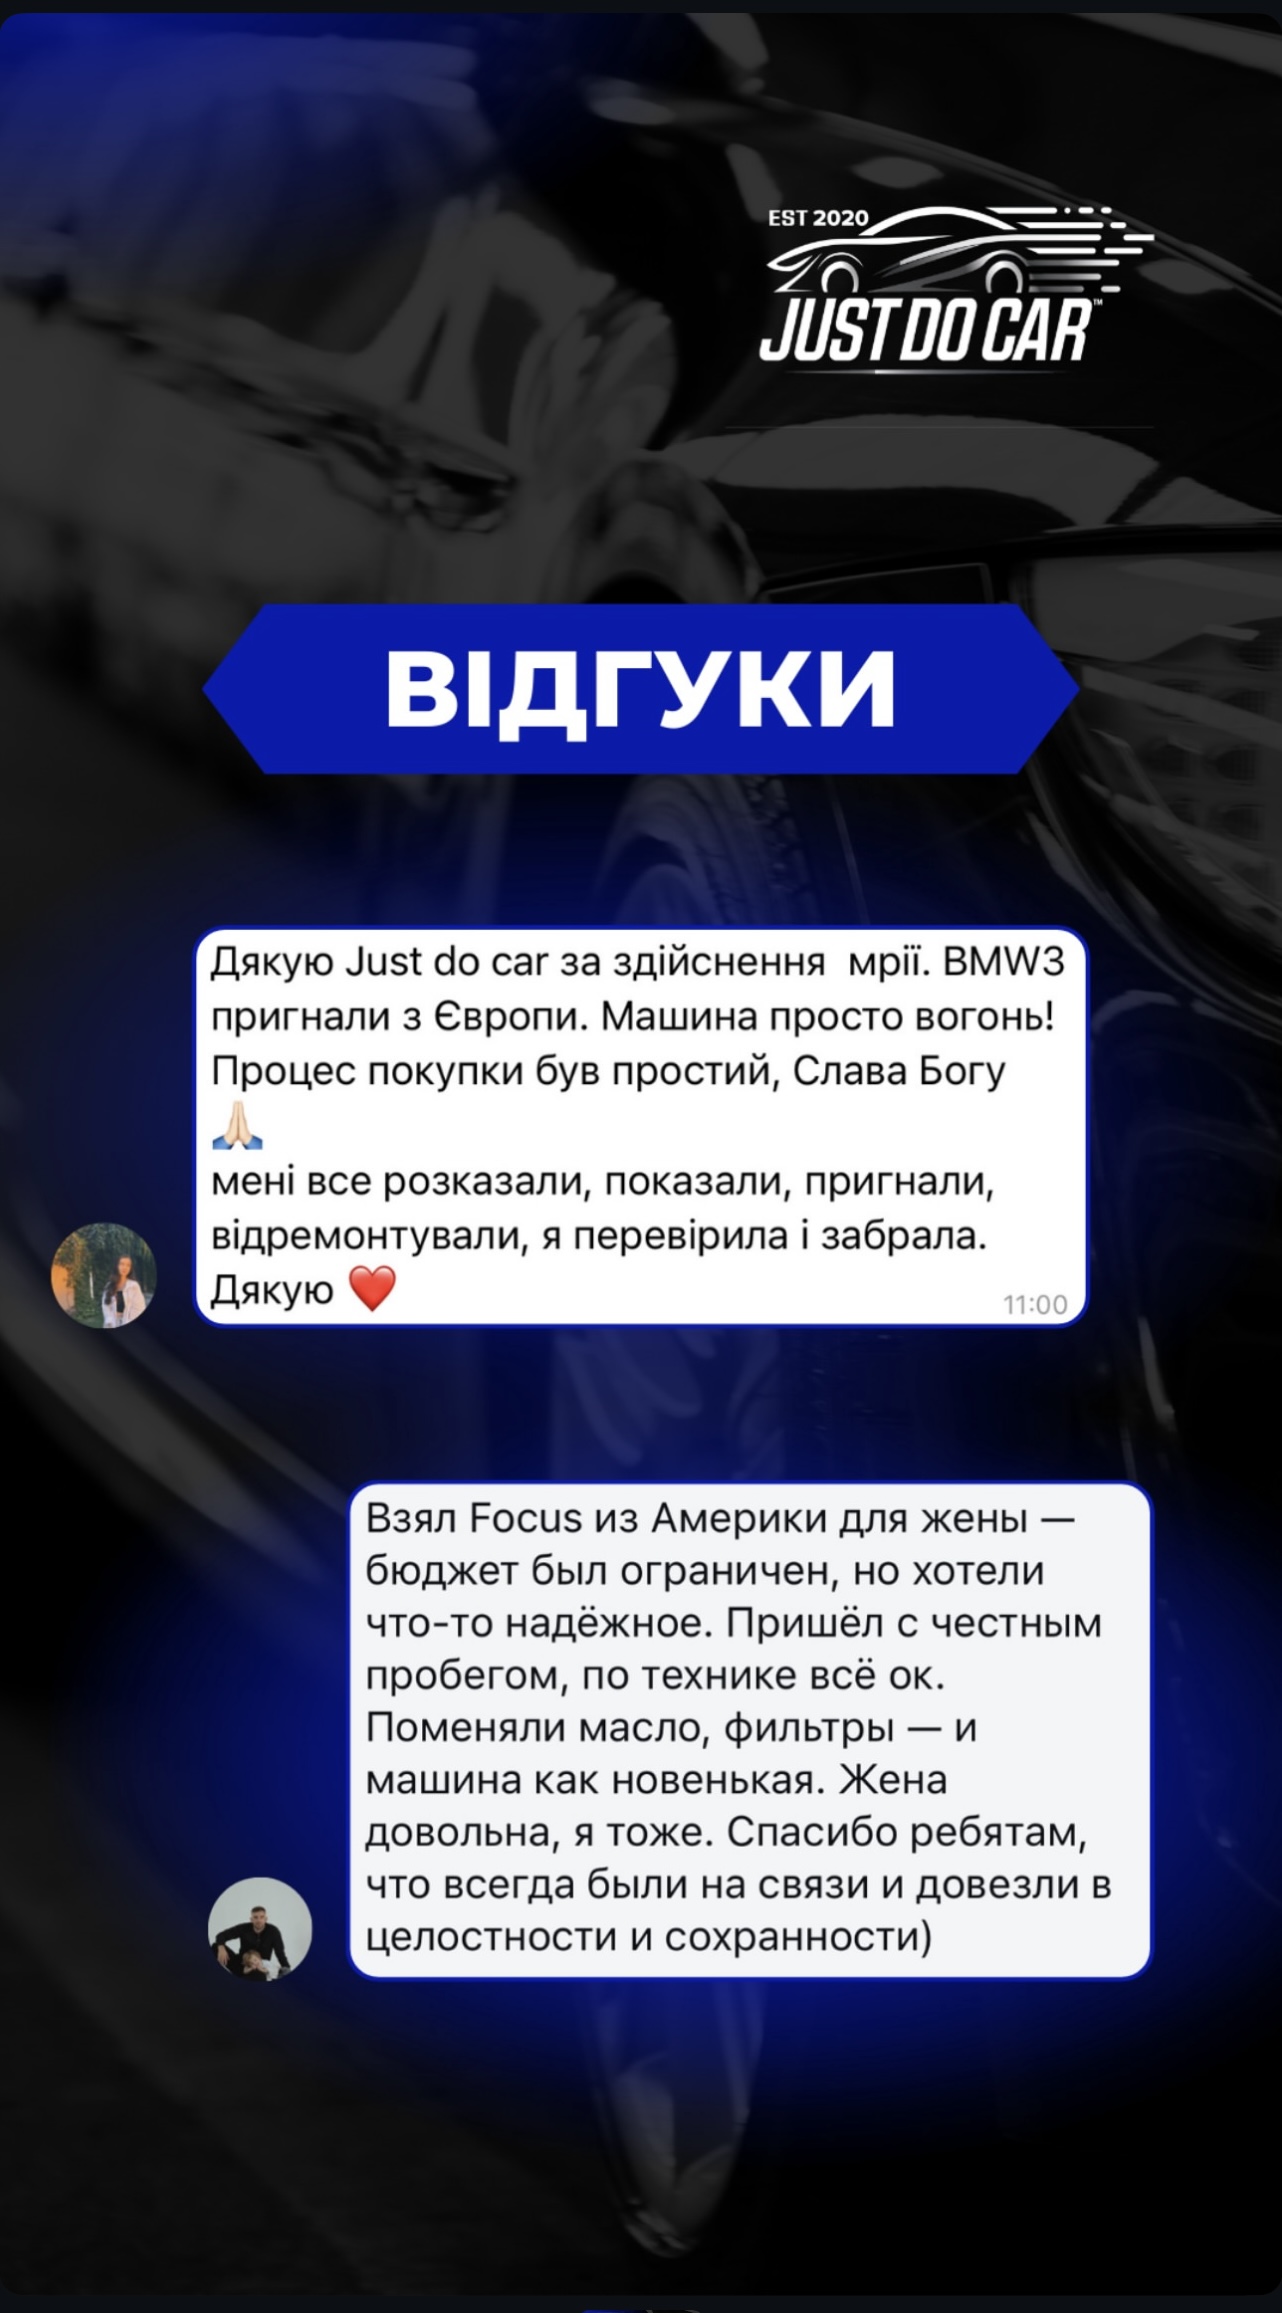 EST 2020
JUST DO CAR™
ВІДГУКИ
Дякую Just do car за здійснення  мрії. BMW3
пригнали з Європи. Машина просто вогонь!
Процес покупки був простий, Слава Богу
🙏🏻
мені все розказали, показали, пригнали,
відремонтували, я перевірила і забрала.
Дякую ❤️
11:00
Взял Focus из Америки для жены —
бюджет был ограничен, но хотели
что-то надёжное. Пришёл с честным
пробегом, по технике всё ок.
Поменяли масло, фильтры — и
машина как новенькая. Жена
довольна, я тоже. Спасибо ребятам,
что всегда были на связи и довезли в
целостности и сохранности)